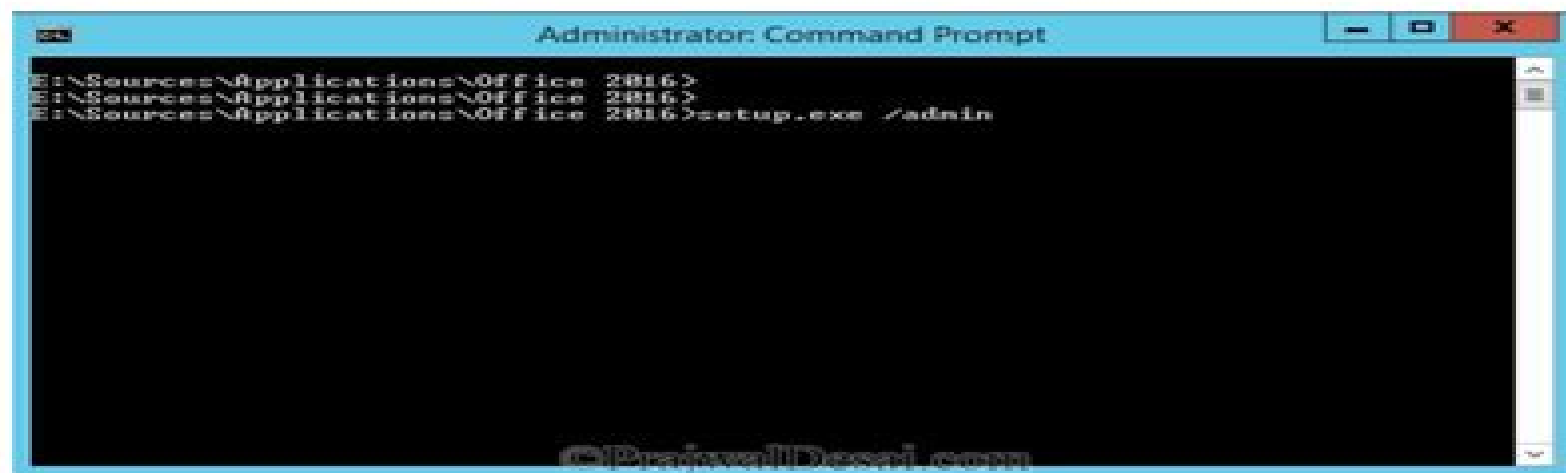 Administrator: Command Prompt
E:\Sources\Applications\Office 2016>
E:\Sources\Applications\Office 2016>
E:\Sources\Applications\Office 2016>setup.exe /admin
©PrajwalDesai.com